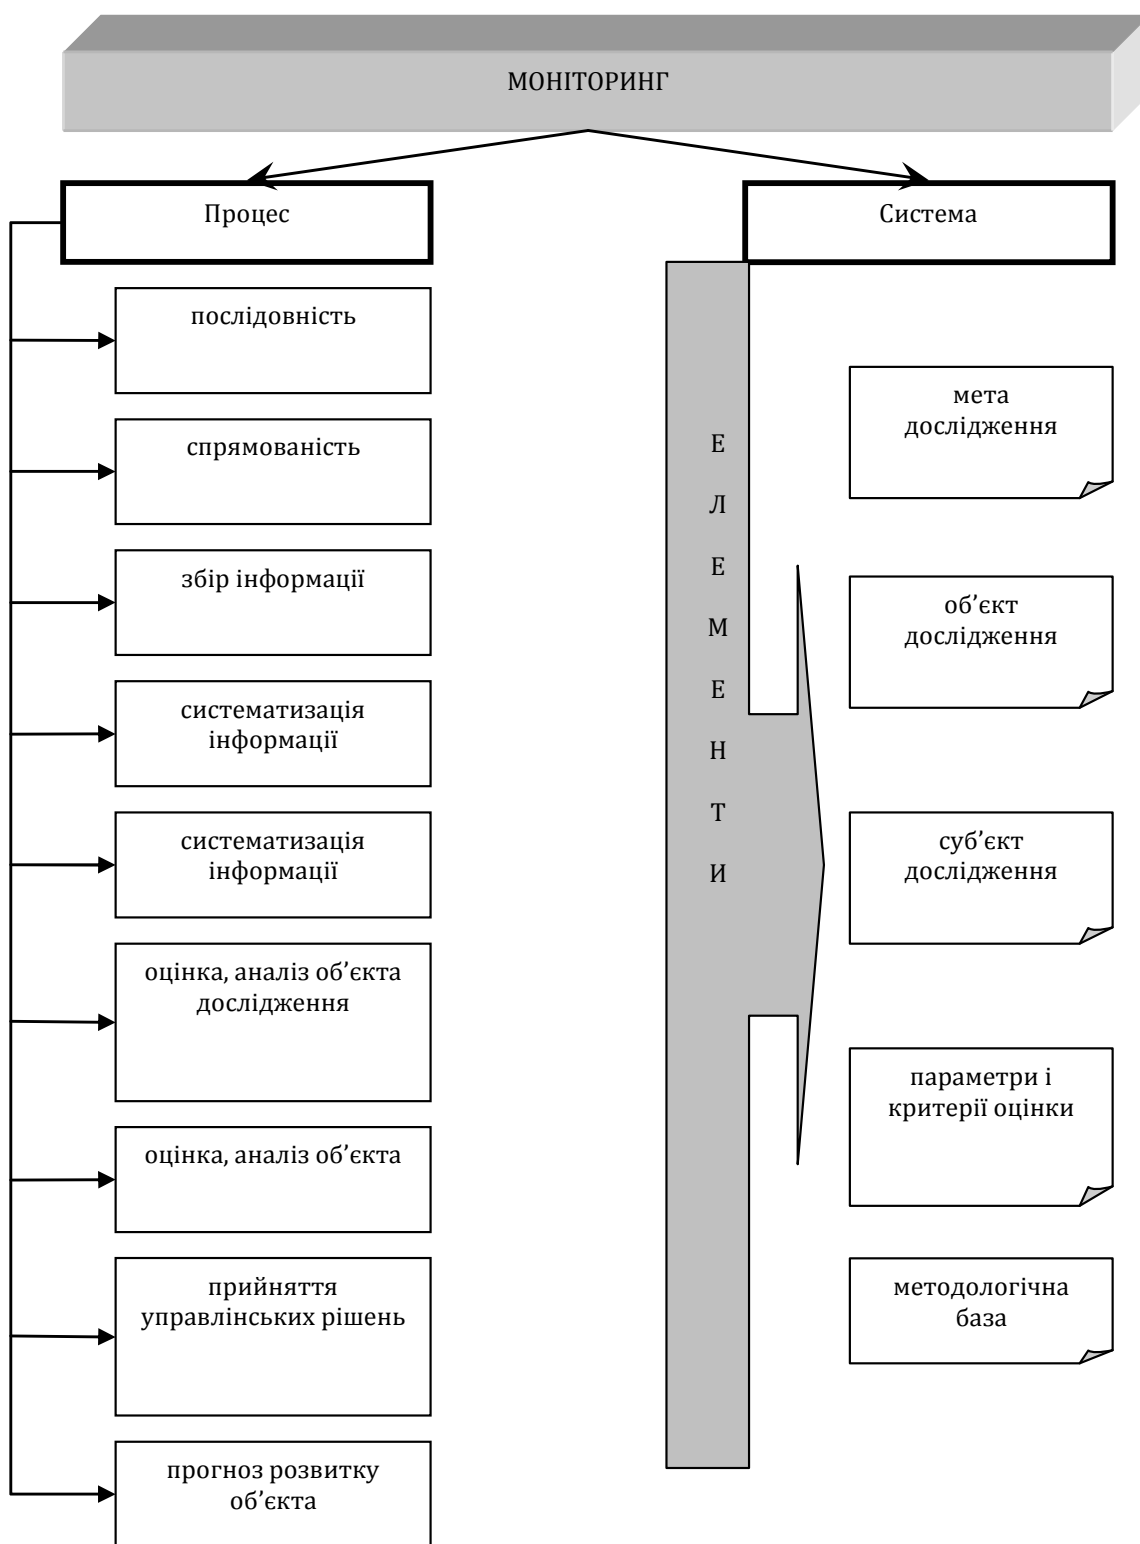 МОНІТОРИНГ
Процес
послідовність
спрямованість
збір інформації
систематизація
інформації
систематизація
інформації
оцінка, аналіз об’єкта
дослідження
оцінка, аналіз об’єкта
прийняття
управлінських рішень
прогноз розвитку
об’єкта
Система
Е
Л
Е
М
Е
Н
Т
И
мета
дослідження
об’єкт
дослідження
суб’єкт
дослідження
параметри і
критерії оцінки
методологічна
база